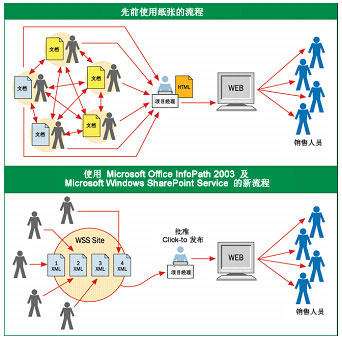 先前使用纸张的流程
文档
文档
文档
文档
文档
HTML
项目经理
WEB
销售人员
使用 Microsoft Office InfoPath 2003 及
Microsoft Windows SharePoint Service 的新流程
WSS Site
批准
Click-to 发布
1
XML
2
XML
3
XML
4
XML
项目经理
WEB
销售人员